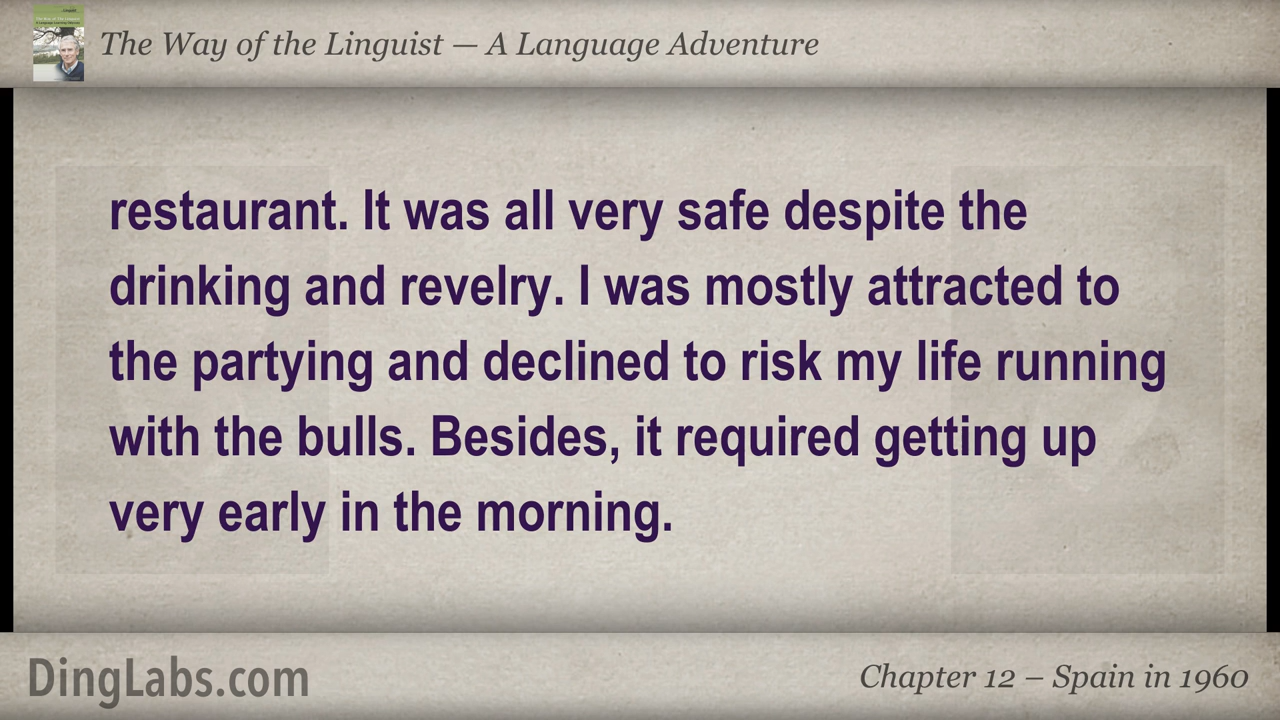 The Way of the Linguist — A Language Adventure
restaurant. It was all very safe despite the
drinking and revelry. I was mostly attracted to
the partying and declined to risk my life running
with the bulls. Besides, it required getting up
very early in the morning.
DingLabs.com
Chapter 12 – Spain in 1960